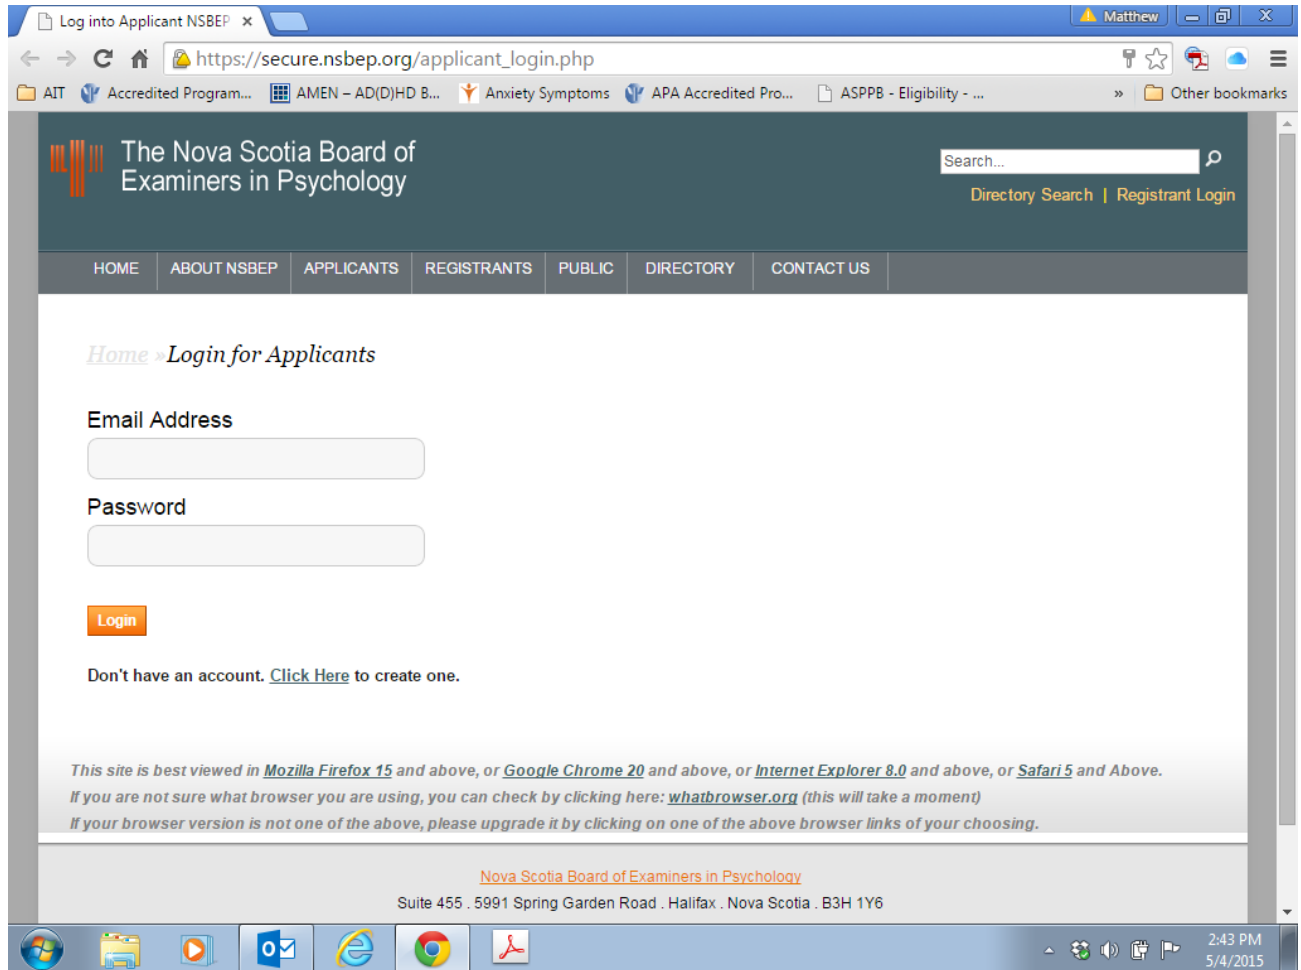 Log into Applicant NSBEP
Matthew
https://secure.nsbep.org/applicant_login.php
AIT
Accredited Program...
AMEN – AD(D)HD B...
Anxiety Symptoms
APA Accredited Pro...
ASPPB - Eligibility - ...
»
Other bookmarks
The Nova Scotia Board of
Examiners in Psychology
Search...
Directory Search | Registrant Login
HOME
ABOUT NSBEP
APPLICANTS
REGISTRANTS
PUBLIC
DIRECTORY
CONTACT US
Home »Login for Applicants
Email Address
Password
Login
Don't have an account. Click Here to create one.
This site is best viewed in Mozilla Firefox 15 and above, or Google Chrome 20 and above, or Internet Explorer 8.0 and above, or Safari 5 and Above.
If you are not sure what browser you are using, you can check by clicking here: whatbrowser.org (this will take a moment)
If your browser version is not one of the above, please upgrade it by clicking on one of the above browser links of your choosing.
Nova Scotia Board of Examiners in Psychology
Suite 455 . 5991 Spring Garden Road . Halifax . Nova Scotia . B3H 1Y6
2:43 PM
5/4/2015